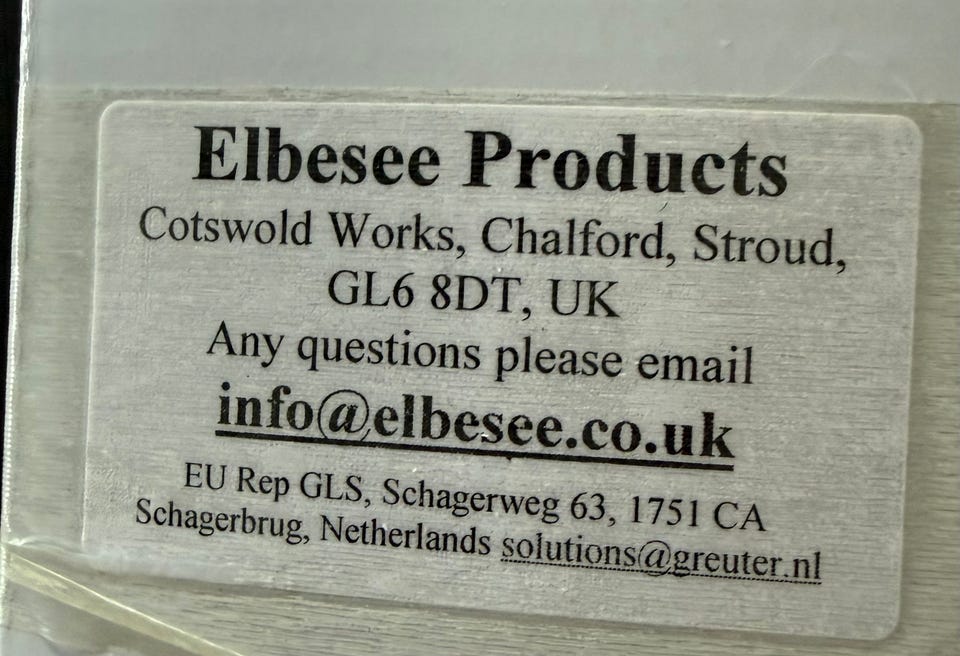 Elbesee Products
Cotswold Works, Chalford, Stroud,
GL6 8DT, UK
Any questions please email
info@elbesee.co.uk
EU Rep GLS, Schagerweg 63, 1751 CA
Schagerbrug, Netherlands solutions@greuter.nl